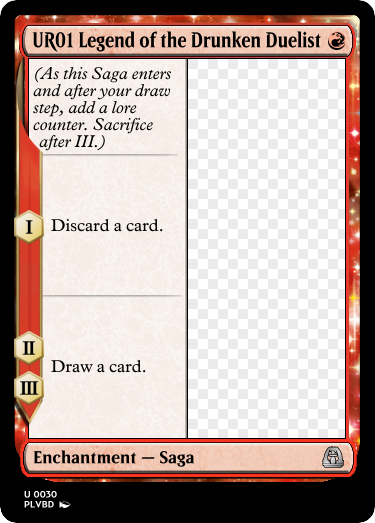 UR01 Legend of the Drunken Duelist
(As this Saga enters
and after your draw
step, add a lore
counter. Sacrifice
after III.)
I
Discard a card.
II
Draw a card.
III
Enchantment — Saga
U 0030
PLVBD